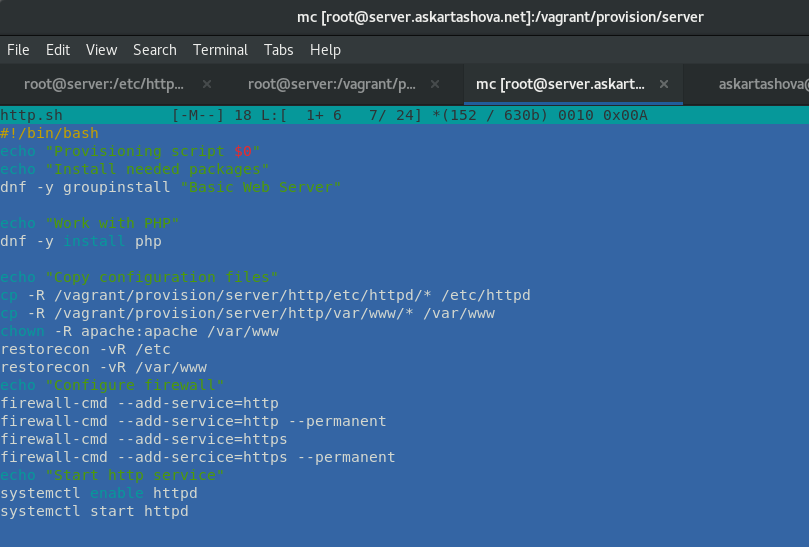 mc [root@server.askartashova.net]:/vagrant/provision/server
File Edit View Search Terminal Tabs Help
root@server:/etc/http... × root@server:/vagrant/p... × mc [root@server.askart... × askartashova@
http.sh [-M--] 18 L:[ 1+ 6 7/ 24] *(152 / 630b) 0010 0x00A
#!/bin/bash
echo "Provisioning script $0"
echo "Install needed packages"
dnf -y groupinstall "Basic Web Server"
echo "Work with PHP"
dnf -y install php
echo "Copy configuration files"
cp -R /vagrant/provision/server/http/etc/httpd/* /etc/httpd
cp -R /vagrant/provision/server/http/var/www/* /var/www
chown -R apache:apache /var/www
restorecon -vR /etc
restorecon -vR /var/www
echo "Configure firewall"
firewall-cmd --add-service=http
firewall-cmd --add-service=http --permanent
firewall-cmd --add-service=https
firewall-cmd --add-sercice=https --permanent
echo "Start http service"
systemctl enable httpd
systemctl start httpd